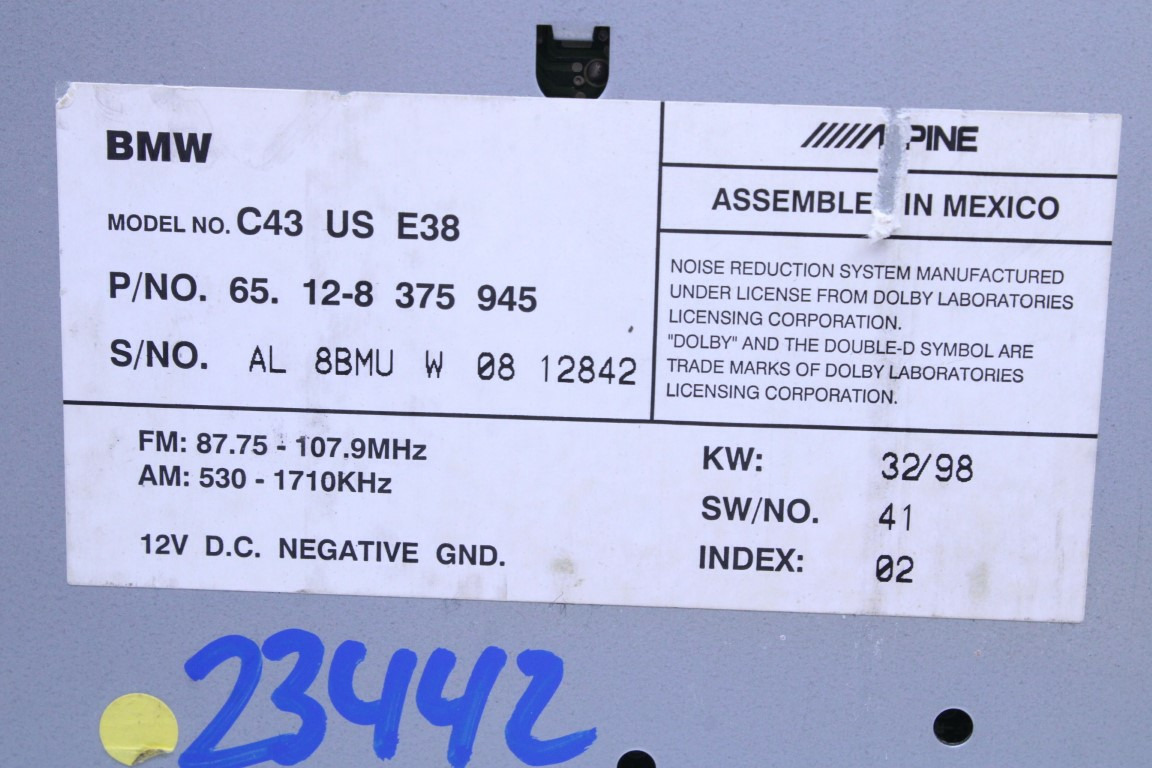 BMW
MODEL NO. C43 US E38
P/NO. 65. 12-8 375 945
S/NO. AL 8BMU W 08 12842
ALPINE
ASSEMBLED IN MEXICO
NOISE REDUCTION SYSTEM MANUFACTURED
UNDER LICENSE FROM DOLBY LABORATORIES
LICENSING CORPORATION.
"DOLBY" AND THE DOUBLE-D SYMBOL ARE
TRADE MARKS OF DOLBY LABORATORIES
LICENSING CORPORATION.
FM: 87.75 - 107.9MHz
AM: 530 - 1710KHz
12V D.C. NEGATIVE GND.
KW: 32/98
SW/NO. 41
INDEX: 02
23442